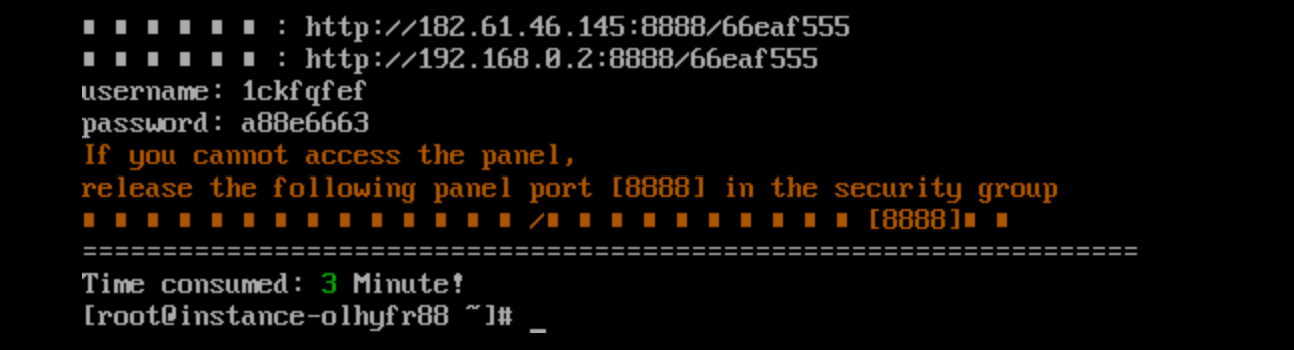 : http://182.61.46.145:8888/66eaf555
: http://192.168.0.2:8888/66eaf555
username: 1ckfqfef
password: a88e6663
If you cannot access the panel,
release the following panel port [8888] in the security group
/ [8888]
==================================================================
Time consumed: 3 Minute!
[root@instance-olhyfr88 ~]# _